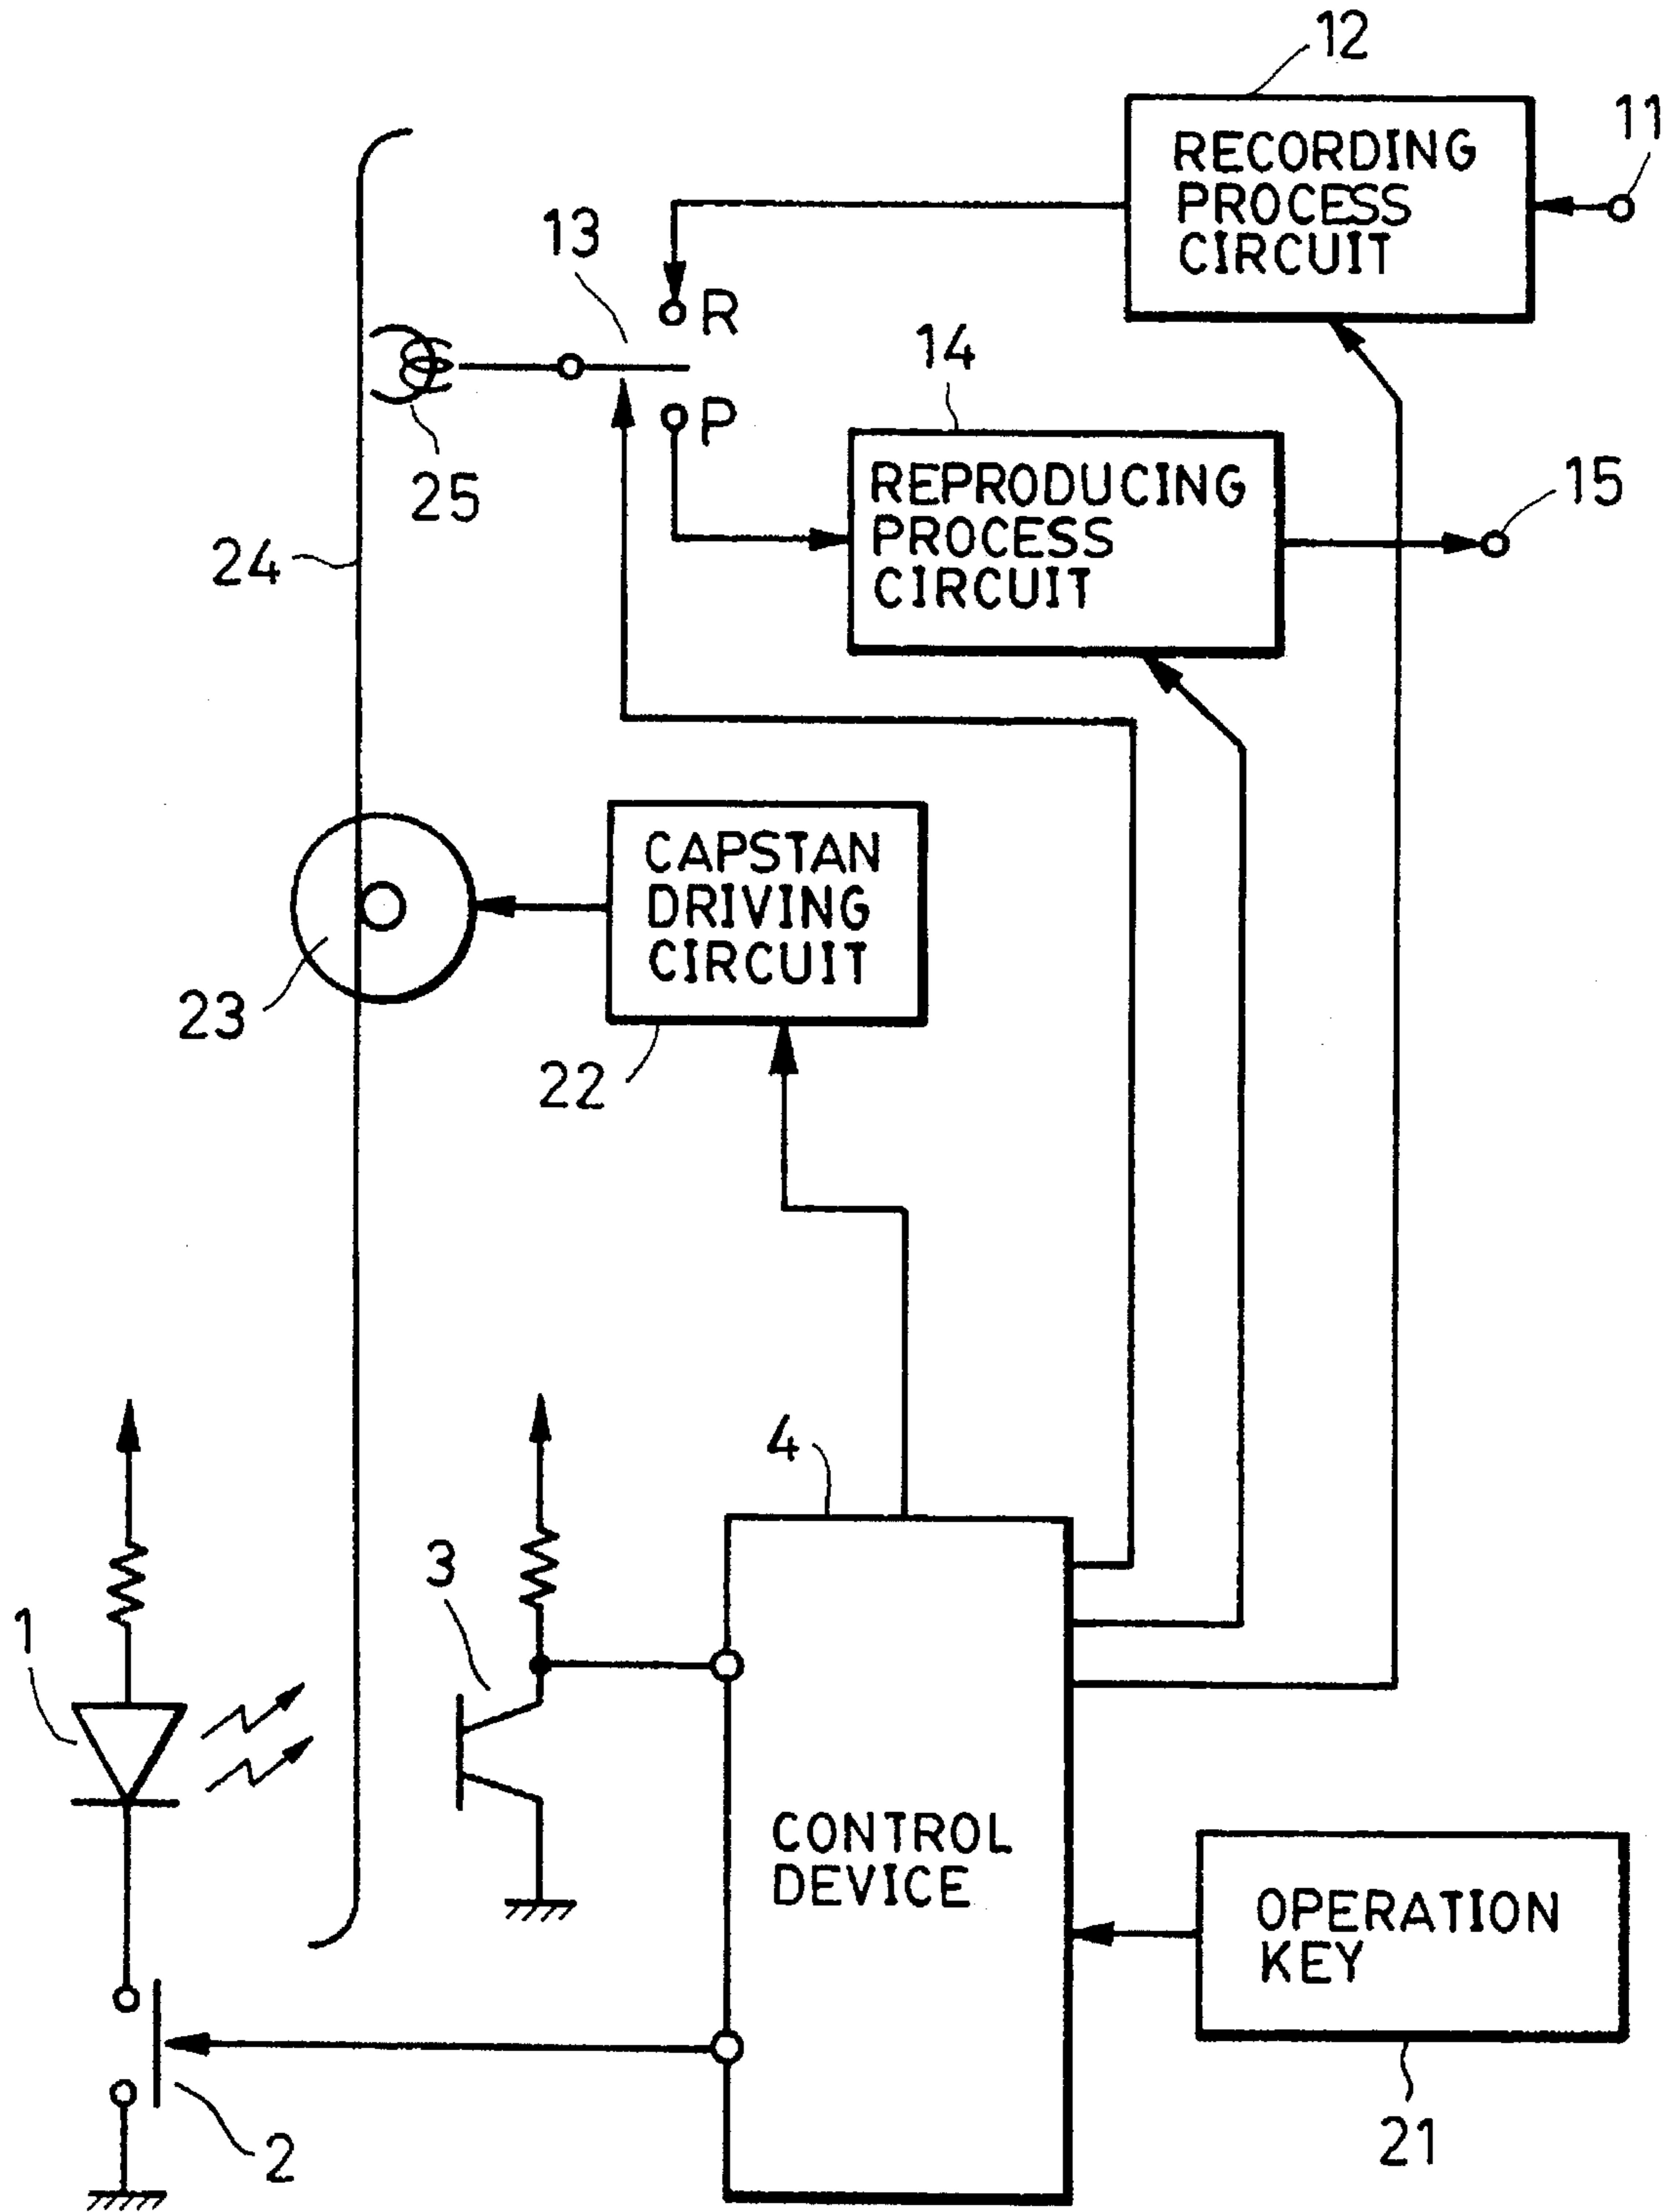 12
11
RECORDING
PROCESS
CIRCUIT
13
R
14
P
25
REPRODUCING
PROCESS
CIRCUIT
15
24
CAPSTAN
DRIVING
CIRCUIT
23
22
4
3
1
CONTROL
DEVICE
OPERATION
KEY
2
21